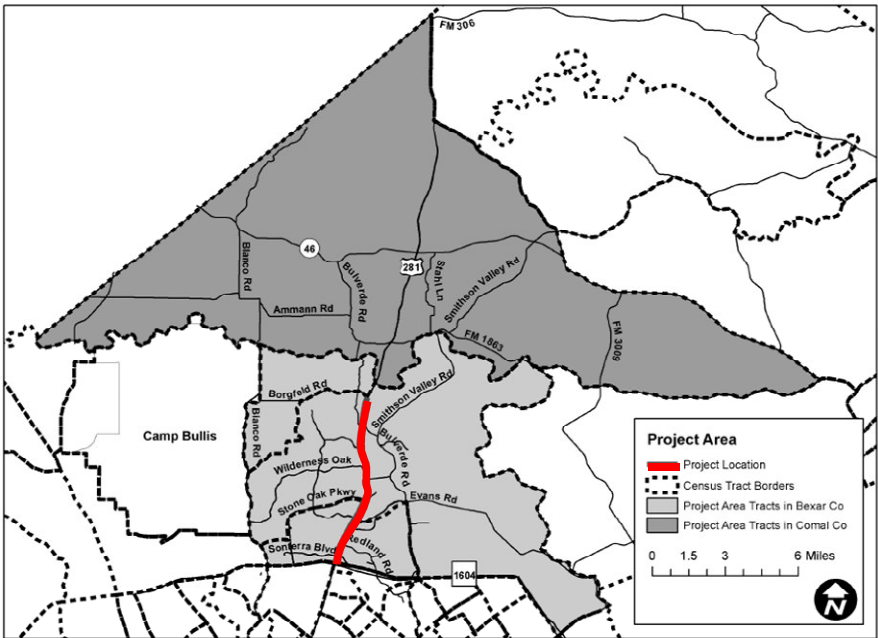 FM 306
46
Blanco Rd
Bulverde Rd
281
Stahl Ln
Smithson Valley Rd
Ammann Rd
FM 1863
FM 3009
Borgfeld Rd
Smithson Valley Rd
Blanco Rd
Camp Bullis
Bulverde Rd
Wilderness Oak
Stone Oak Pkwy
Evans Rd
Sonterra Blvd
Redland Rd
1604
Project Area
Project Location
Census Tract Borders
Project Area Tracts in Bexar Co
Project Area Tracts in Comal Co
0 1.5 3 6 Miles
N